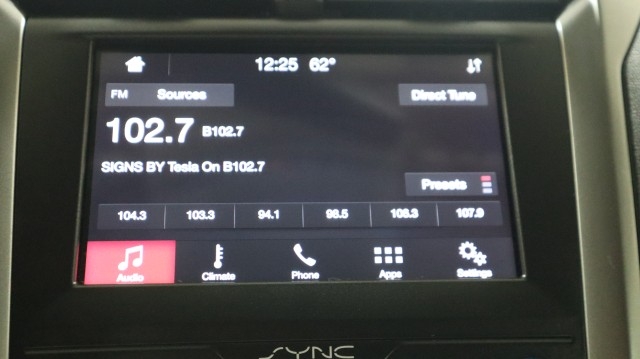 12:25 62°
FM Sources Direct Tune
102.7 B102.7
SIGNS BY Tesla On B102.7
Presets
104.3 103.3 94.1 98.5 106.3 107.9
Audio Climate Phone Apps Settings
SYNC